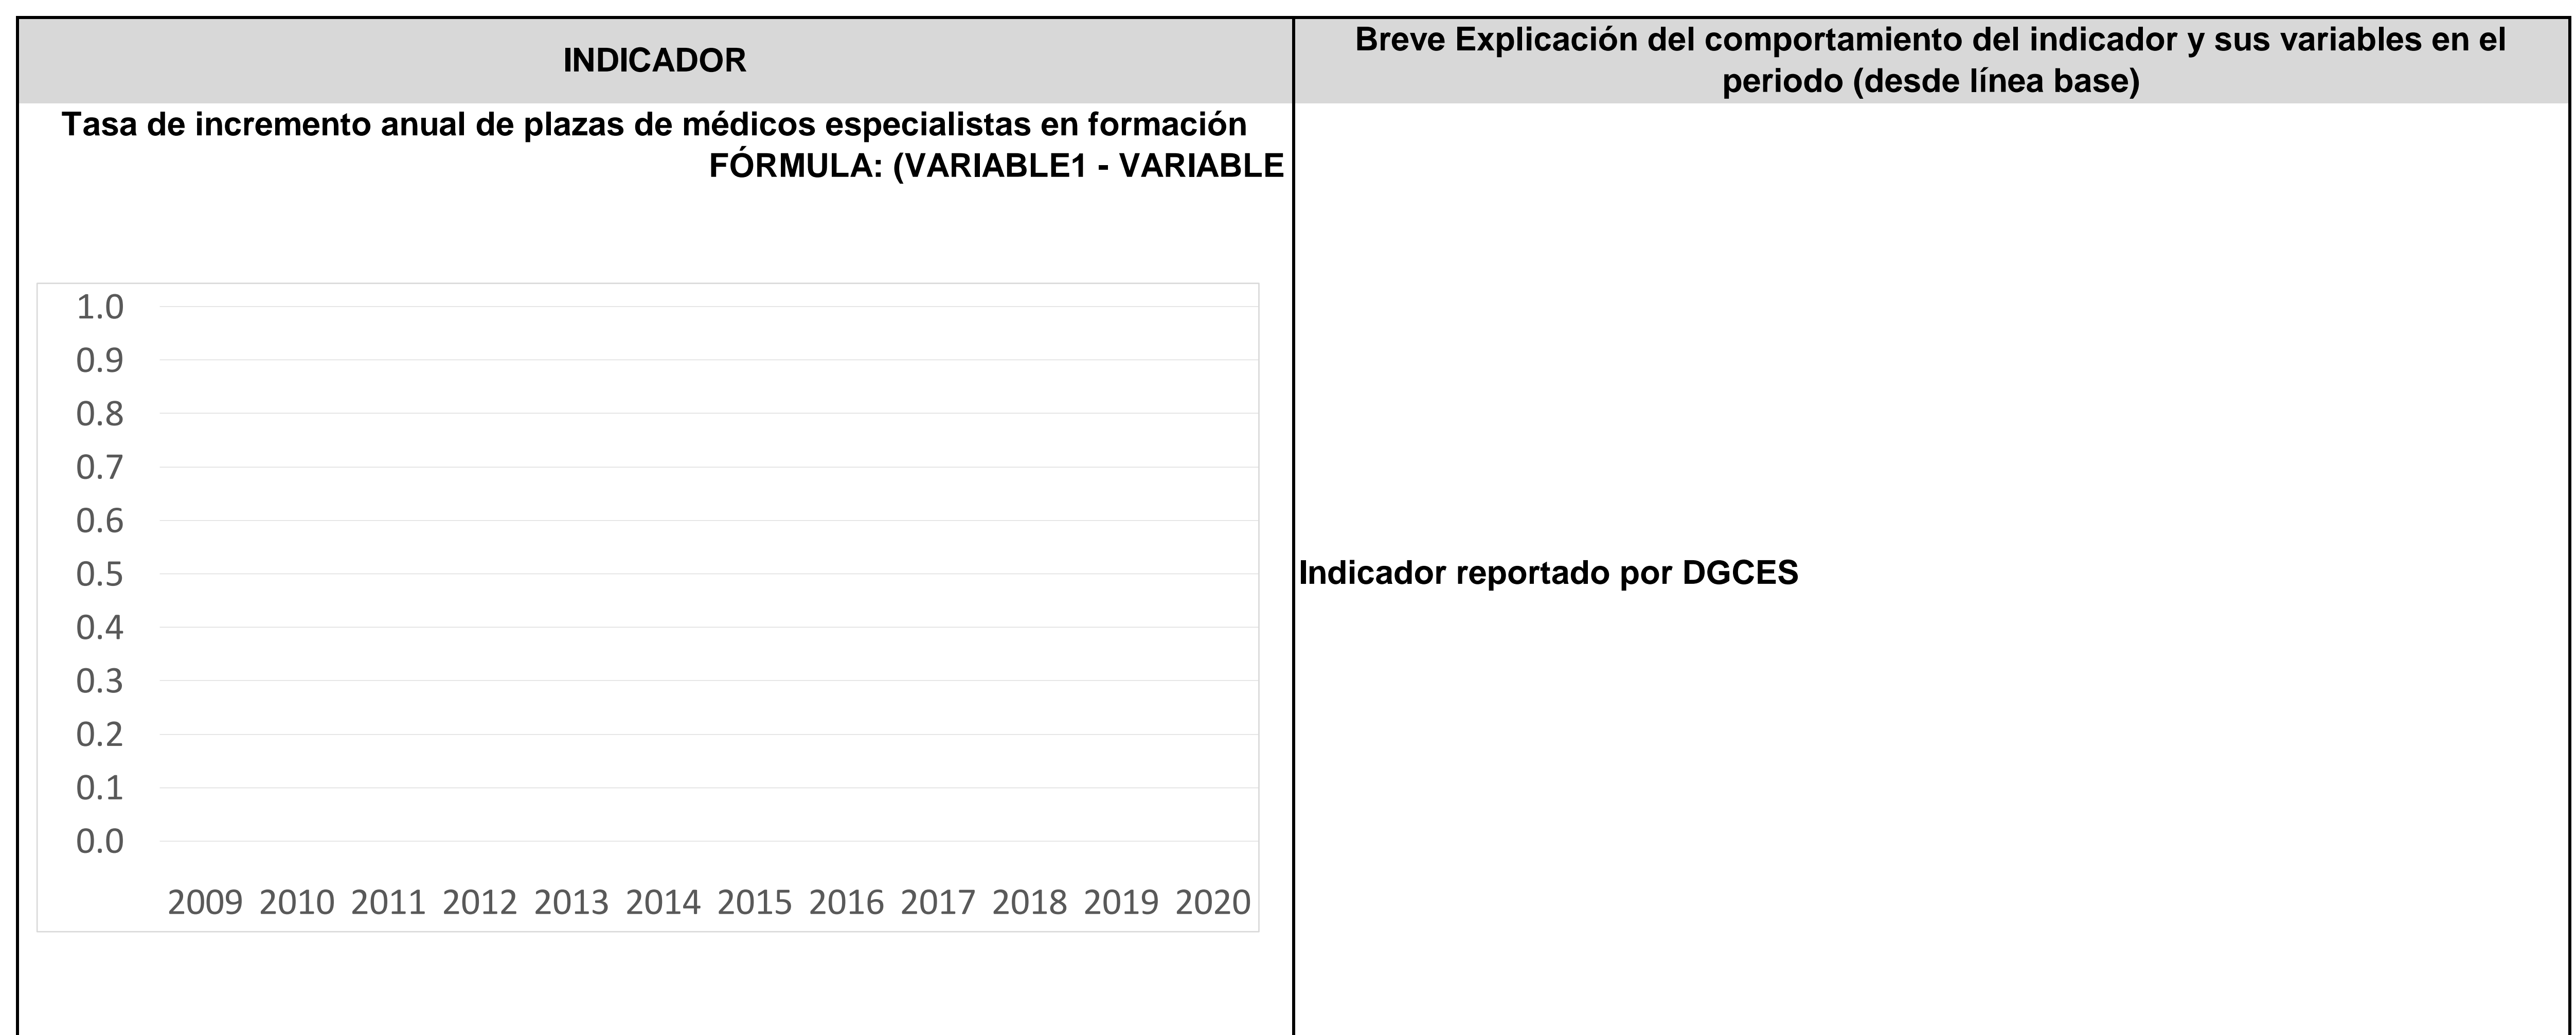 INDICADOR
Breve Explicación del comportamiento del indicador y sus variables en el
periodo (desde línea base)
Tasa de incremento anual de plazas de médicos especialistas en formación
FÓRMULA: (VARIABLE1 - VARIABLE
1.0
0.9
0.8
0.7
0.6
0.5
0.4
0.3
0.2
0.1
0.0
2009 2010 2011 2012 2013 2014 2015 2016 2017 2018 2019 2020
Indicador reportado por DGCES